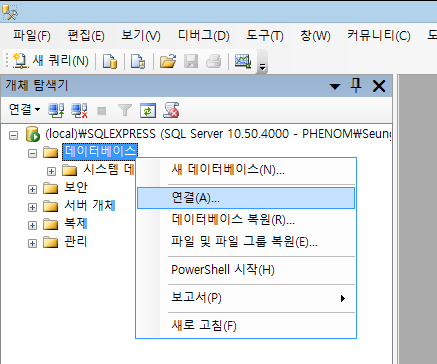 파일(F) 편집(E) 보기(V) 디버그(D) 도구(T) 창(W) 커뮤니티(C)
새 쿼리(N)
개체 탐색기
연결
(local)\SQLEXPRESS (SQL Server 10.50.4000 - PHENOM\Seung
데이터베이스
시스템 데
보안
서버 개체
복제
관리
새 데이터베이스(N)...
연결(A)...
데이터베이스 복원(R)...
파일 및 파일 그룹 복원(E)...
PowerShell 시작(H)
보고서(P)
새로 고침(F)